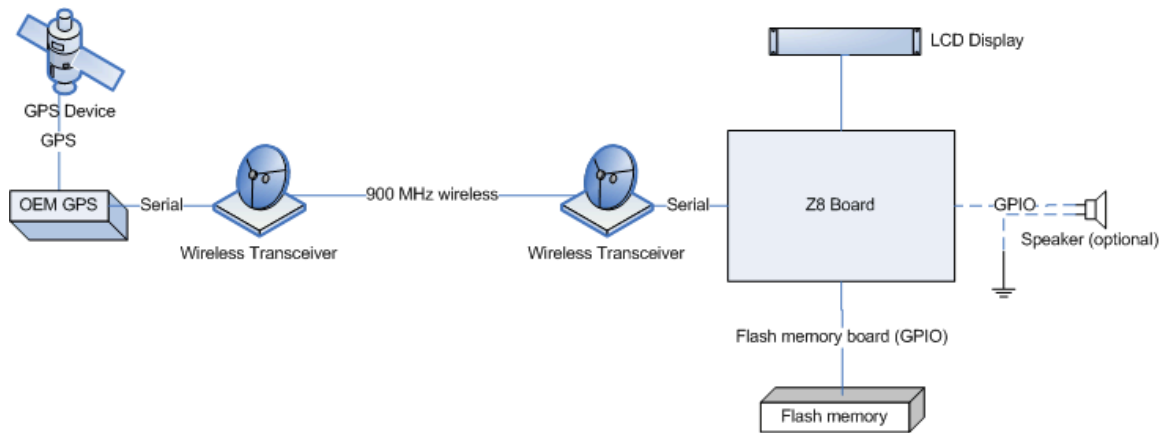 GPS Device
GPS
OEM GPS
Serial
Wireless Transceiver
900 MHz wireless
Wireless Transceiver
Serial
LCD Display
Z8 Board
GPIO
Speaker (optional)
Flash memory board (GPIO)
Flash memory